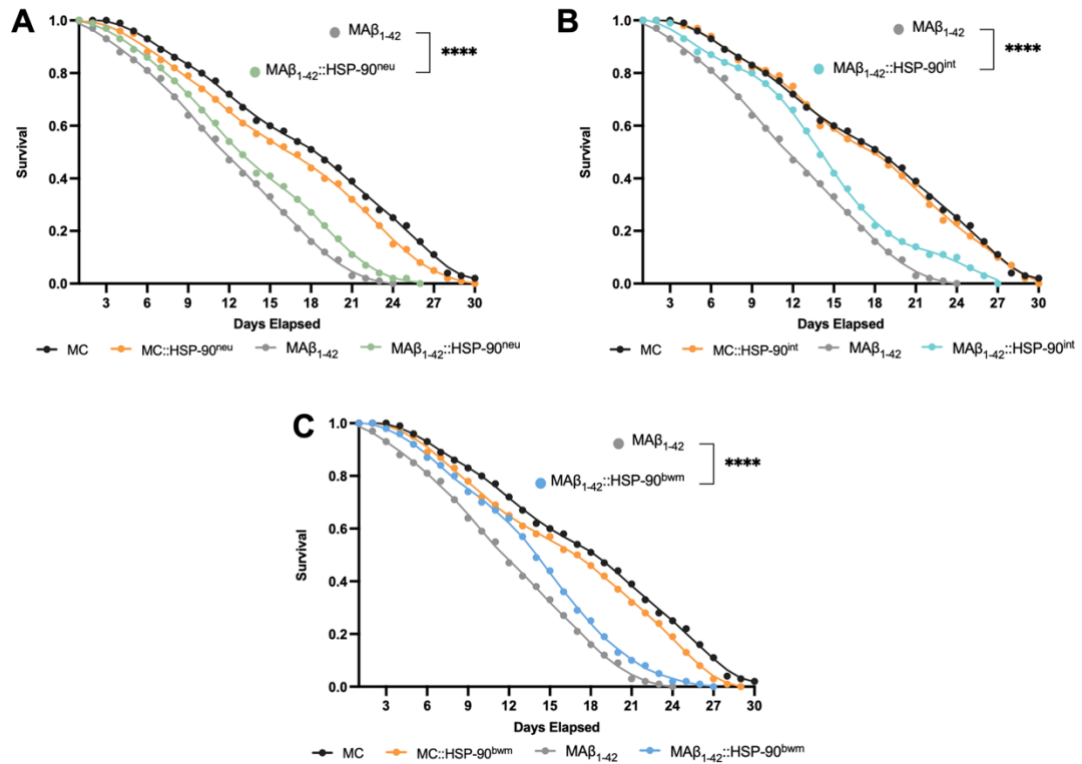 A
MAβ₁₋₄₂
MAβ₁₋₄₂::HSP-90ⁿᵉᵘ
****
Survival
1.0
0.8
0.6
0.4
0.2
0.0
3 6 9 12 15 18 21 24 27 30
Days Elapsed
MC MC::HSP-90ⁿᵉᵘ MAβ₁₋₄₂ MAβ₁₋₄₂::HSP-90ⁿᵉᵘ
B
MAβ₁₋₄₂
MAβ₁₋₄₂::HSP-90ⁱⁿᵗ
****
Survival
1.0
0.8
0.6
0.4
0.2
0.0
3 6 9 12 15 18 21 24 27 30
Days Elapsed
MC MC::HSP-90ⁱⁿᵗ MAβ₁₋₄₂ MAβ₁₋₄₂::HSP-90ⁱⁿᵗ
C
MAβ₁₋₄₂
MAβ₁₋₄₂::HSP-90ᵇʷᵐ
****
Survival
1.0
0.8
0.6
0.4
0.2
0.0
3 6 9 12 15 18 21 24 27 30
Days Elapsed
MC MC::HSP-90ᵇʷᵐ MAβ₁₋₄₂ MAβ₁₋₄₂::HSP-90ᵇʷᵐ